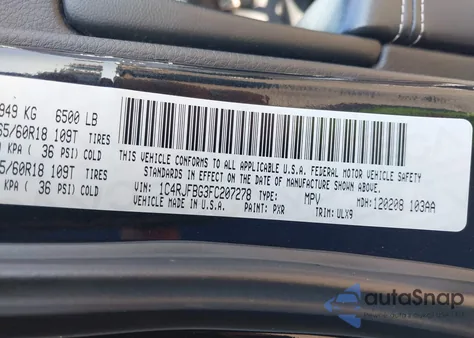 949 KG 6500 LB
65/60R18 109T TIRES
( 36 PSI) COLD
5/60R18 109T TIRES
KPA ( 36 PSI) COLD
THIS VEHICLE CONFORMS TO ALL APPLICABLE U.S.A. FEDERAL MOTOR VEHICLE SAFETY
STANDARDS IN EFFECT ON THE DATE OF MANUFACTURE SHOWN ABOVE.
VIN: 1C4RJFBG3FC207278 TYPE: MPV MDH: 120208 103AA
VEHICLE MADE IN U.S.A. PAINT: PXR TRIM: ULX9
autoSnap